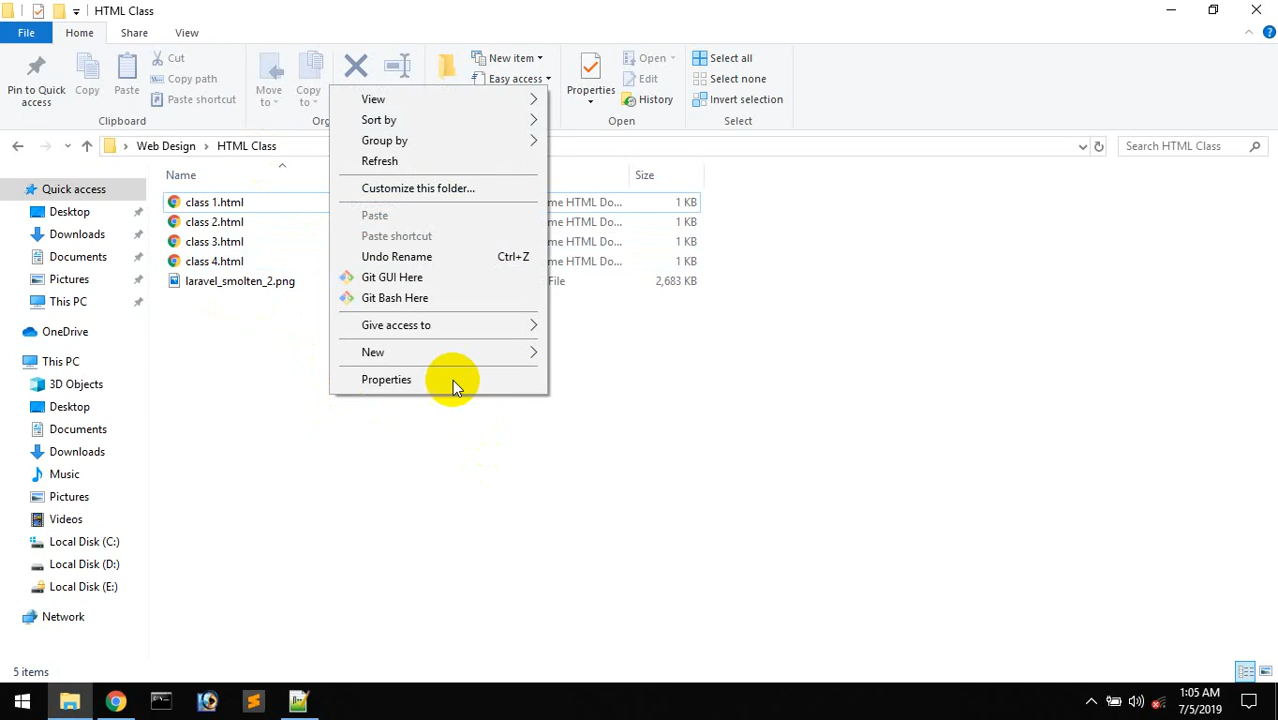 HTML Class
File Home Share View
Pin to Quick access
Copy
Paste
Cut
Copy path
Paste shortcut
Clipboard
Move to
Copy to
Org
New item
Easy access
Properties
Open
Edit
History
Open
Select all
Select none
Invert selection
Select
Web Design > HTML Class
Search HTML Class
Name
Size
class 1.html me HTML Do... 1 KB
class 2.html me HTML Do... 1 KB
class 3.html me HTML Do... 1 KB
class 4.html me HTML Do... 1 KB
laravel_smolten_2.png File 2,683 KB
View
Sort by
Group by
Refresh
Customize this folder...
Paste
Paste shortcut
Undo Rename Ctrl+Z
Git GUI Here
Git Bash Here
Give access to
New
Properties
Quick access
Desktop
Downloads
Documents
Pictures
This PC
OneDrive
This PC
3D Objects
Desktop
Documents
Downloads
Music
Pictures
Videos
Local Disk (C:)
Local Disk (D:)
Local Disk (E:)
Network
5 items
1:05 AM
7/5/2019